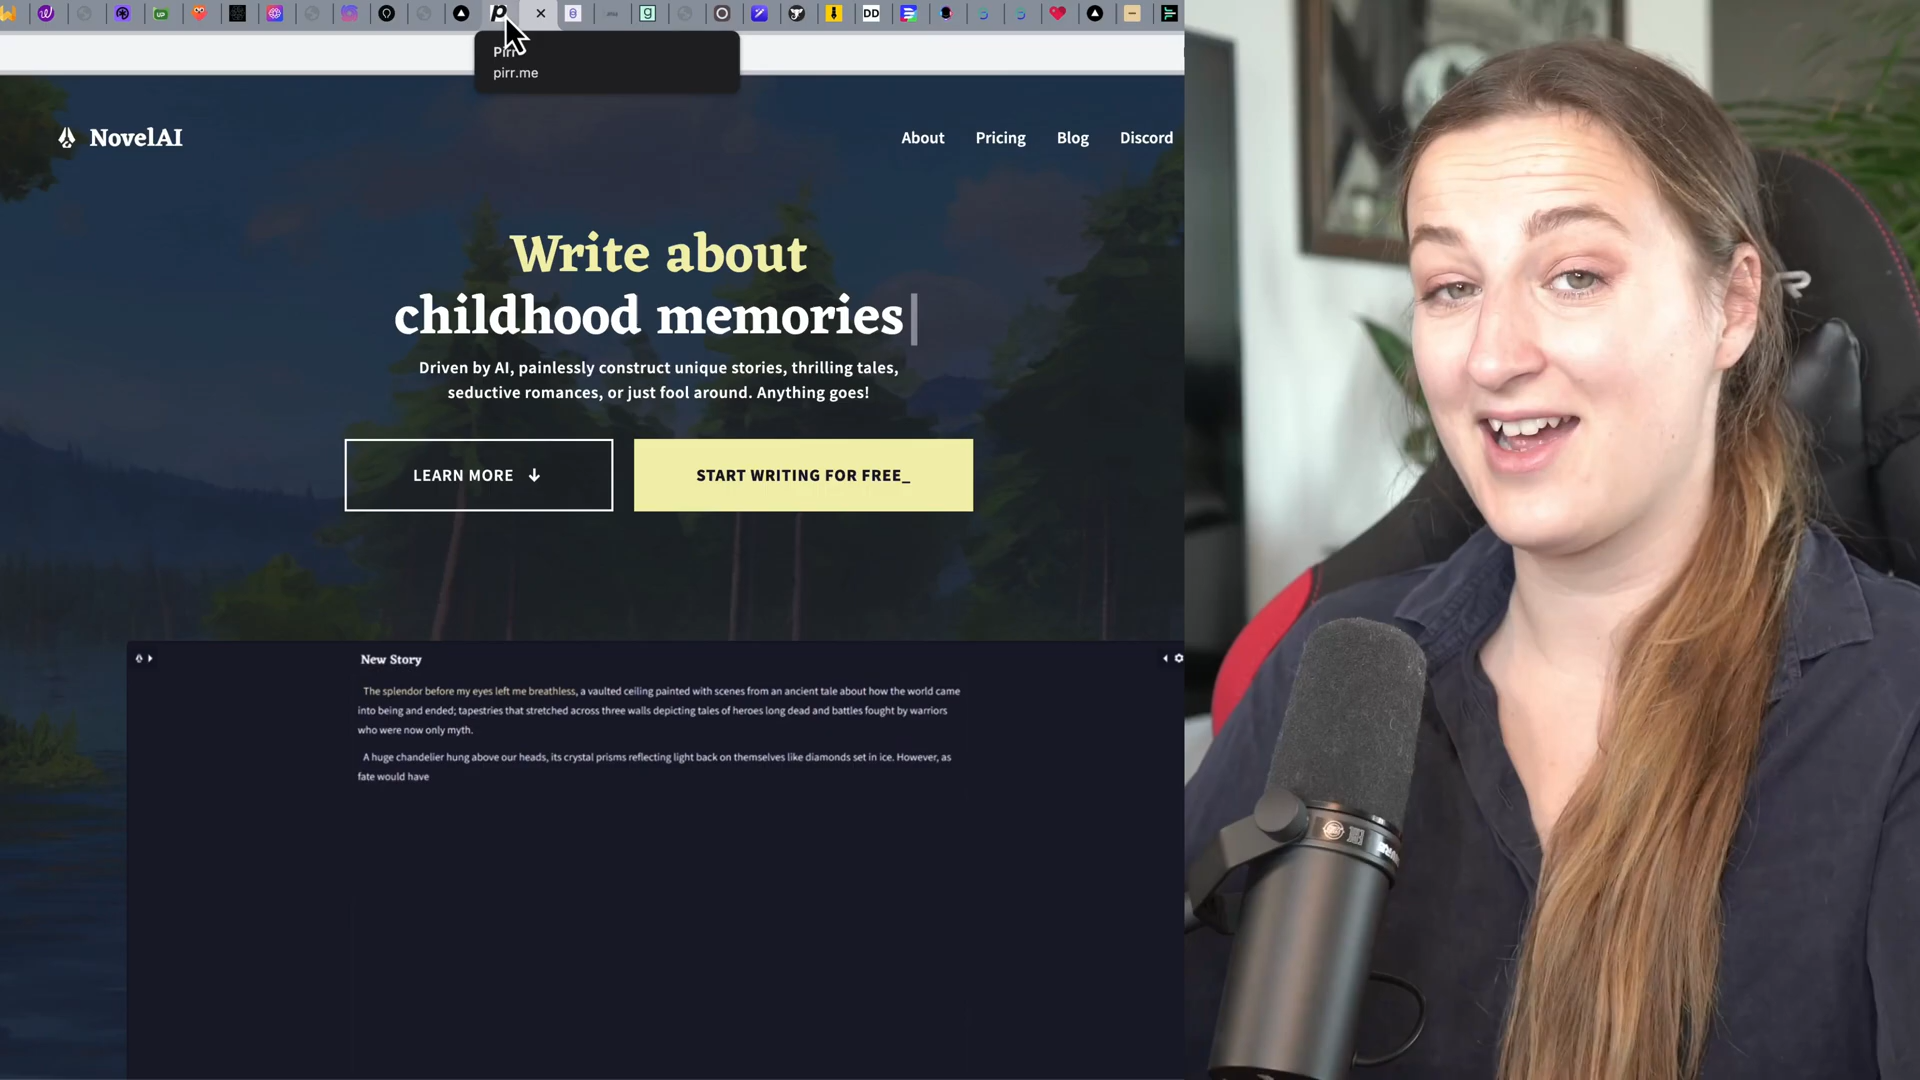 Pirr
pirr.me
UP
g
DD
NovelAI
About
Pricing
Blog
Discord
Write about
childhood memories
Driven by AI, painlessly construct unique stories, thrilling tales,
seductive romances, or just fool around. Anything goes!
LEARN MORE
START WRITING FOR FREE_
New Story
The splendor before my eyes left me breathless, a vaulted ceiling painted with scenes from an ancient tale about how the world came
into being and ended; tapestries that stretched across three walls depicting tales of heroes long dead and battles fought by warriors
who were now only myth.
A huge chandelier hung above our heads, its crystal prisms reflecting light back on themselves like diamonds set in ice. However, as
fate would have